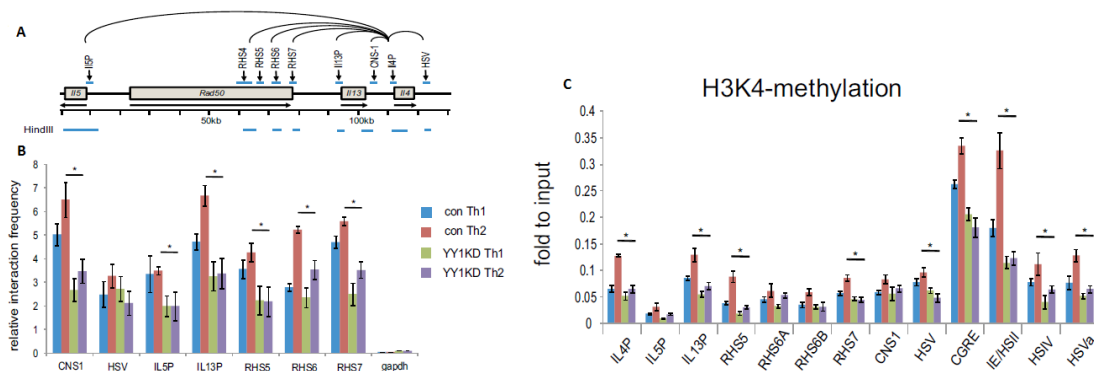 A
Il5P
RHS4
RHS5
RHS6
RHS7
Il13P
CNS-1
Il4P
HSV
Il5
Rad50
Il13
Il4
50kb
100kb
HindIII
B
relative interaction frequency
8
7
6
5
4
3
2
1
0
CNS1
HSV
IL5P
IL13P
RHS5
RHS6
RHS7
gapdh
* * * * * *
con Th1
con Th2
YY1KD Th1
YY1KD Th2
C
H3K4-methylation
fold to input
0.4
0.35
0.3
0.25
0.2
0.15
0.1
0.05
0
* * * * * * * * *
IL4P
IL5P
IL13P
RHS5
RHS6A
RHS6B
RHS7
CNS1
HSV
CGRE
IE/HSII
HSIV
HSVa